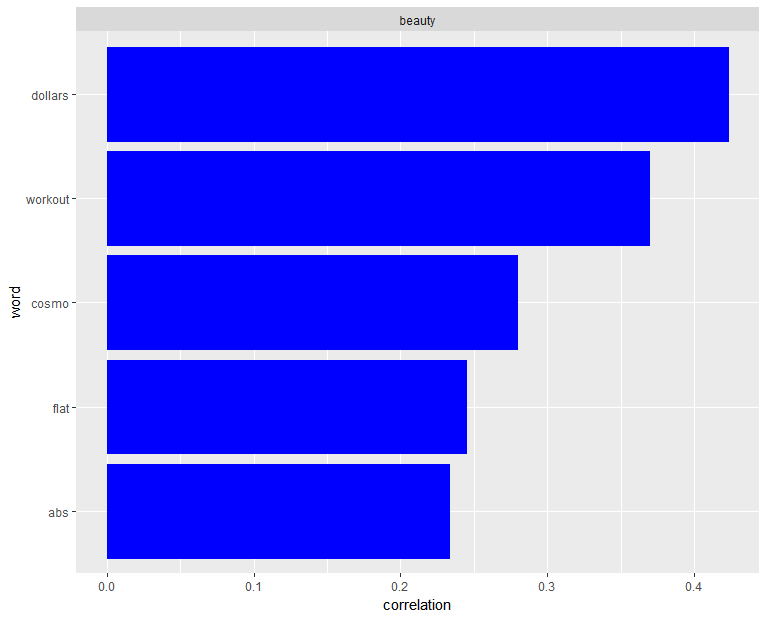 beauty
dollars
workout
cosmo
flat
abs
word
0.0 0.1 0.2 0.3 0.4
correlation